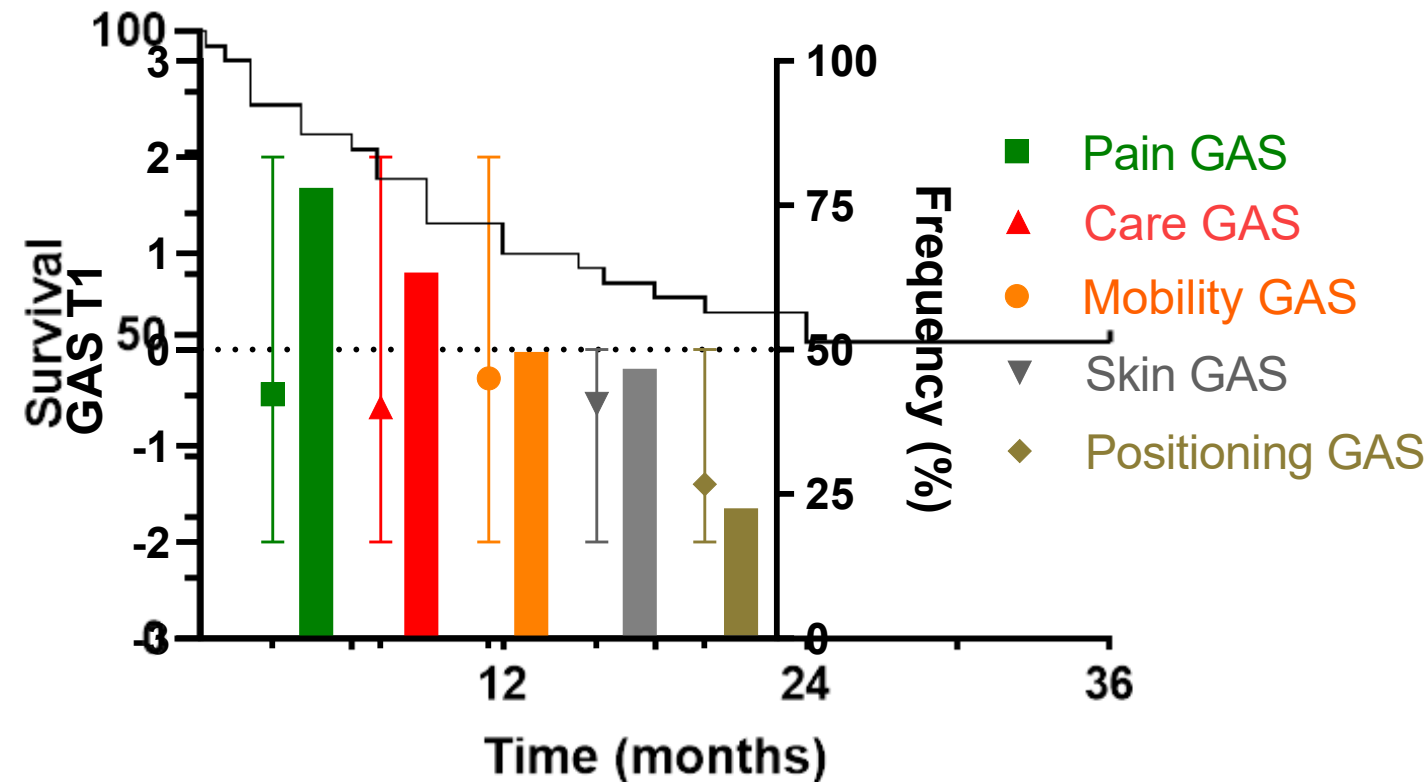 100
3
2
1
50
0
-1
-2
-3
0
Survival
GAS T1
100
75
50
25
0
Frequency (%)
Pain GAS
Care GAS
Mobility GAS
Skin GAS
Positioning GAS
12
24
36
Time (months)